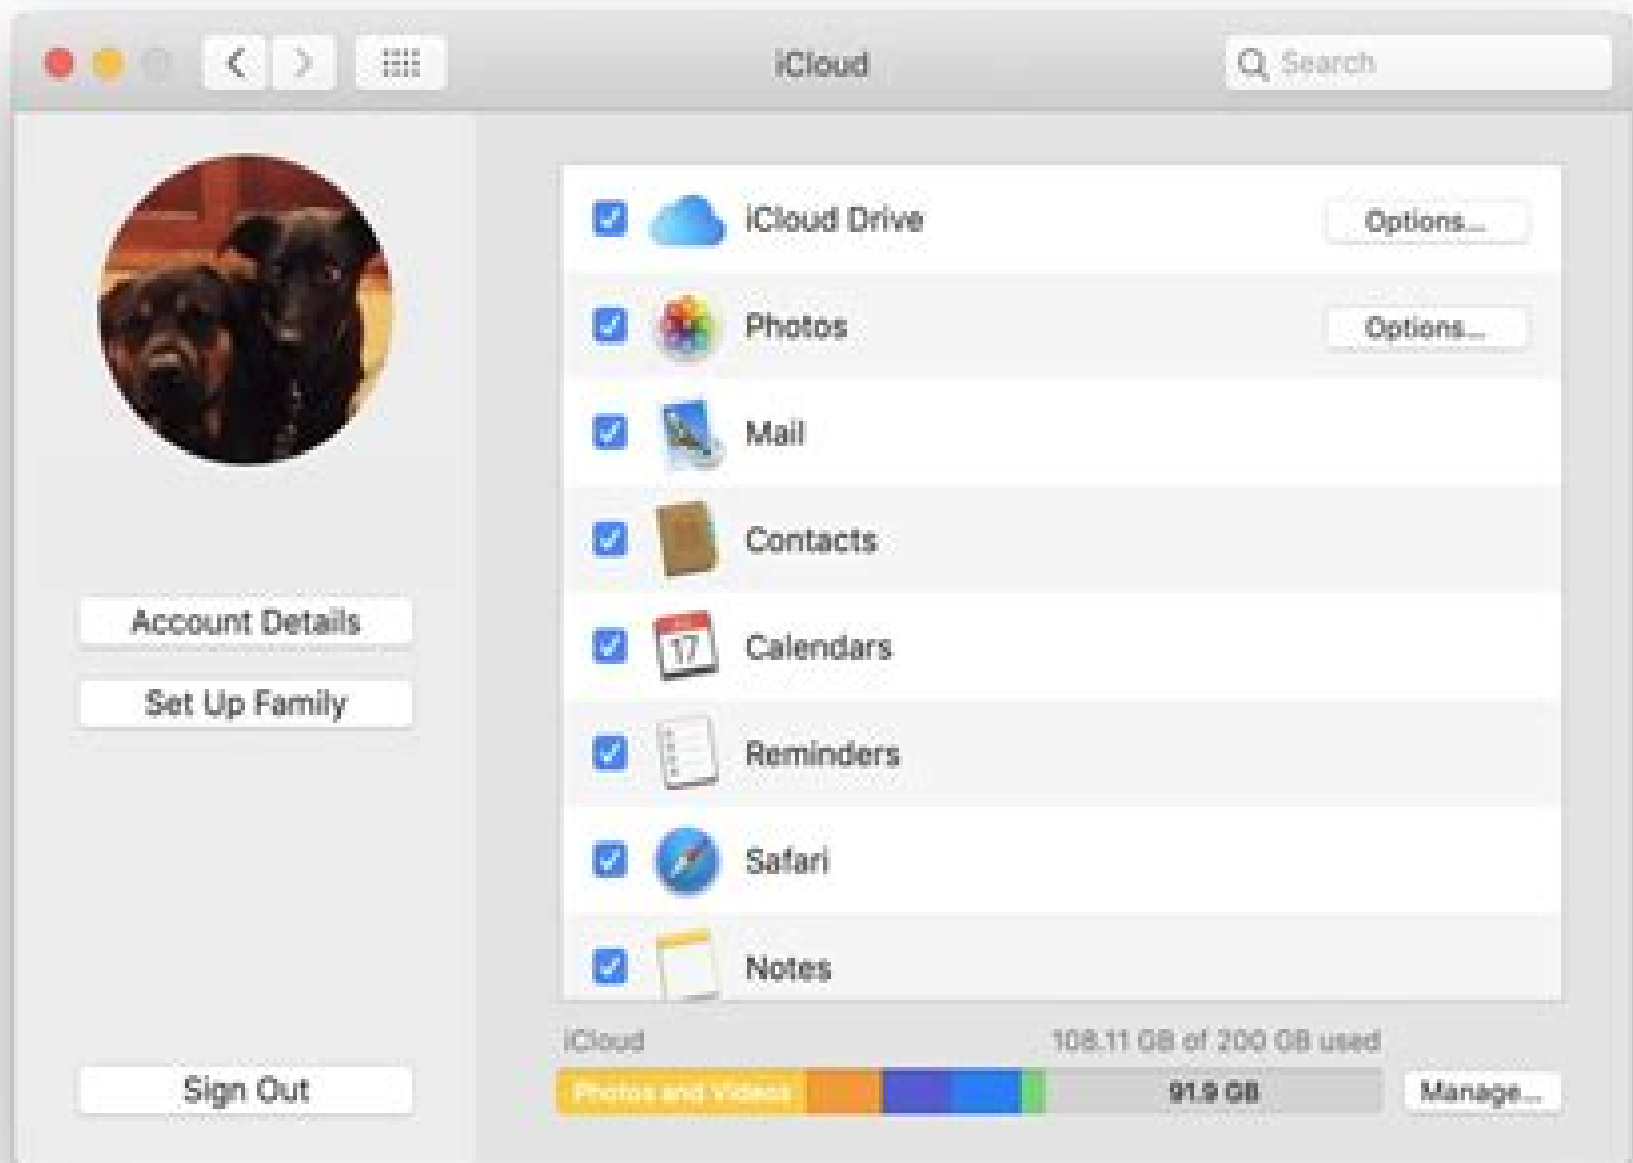 iCloud
Search
iCloud Drive
Options...
Photos
Options...
Mail
Contacts
Account Details
17
Calendars
Set Up Family
Reminders
Safari
Notes
iCloud
108.11 GB of 200 GB used
Sign Out
Photos and Videos
91.9 GB
Manage...